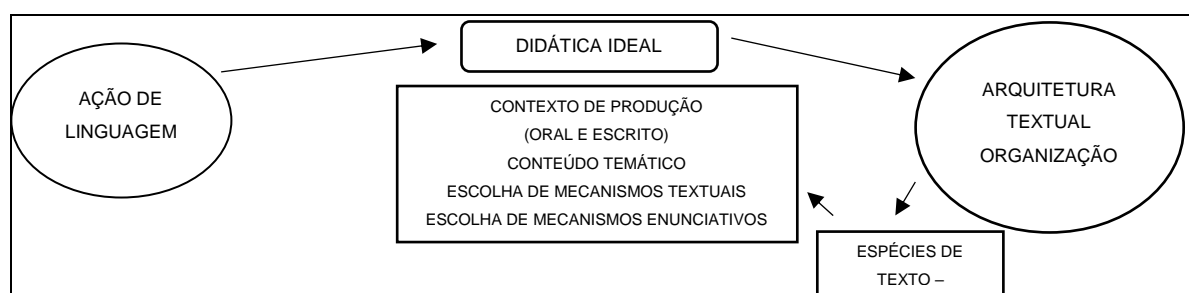 AÇÃO DE
LINGUAGEM
DIDÁTICA IDEAL
CONTEXTO DE PRODUÇÃO
(ORAL E ESCRITO)
CONTEÚDO TEMÁTICO
ESCOLHA DE MECANISMOS TEXTUAIS
ESCOLHA DE MECANISMOS ENUNCIATIVOS
ARQUITETURA
TEXTUAL
ORGANIZAÇÃO
ESPÉCIES DE
TEXTO –